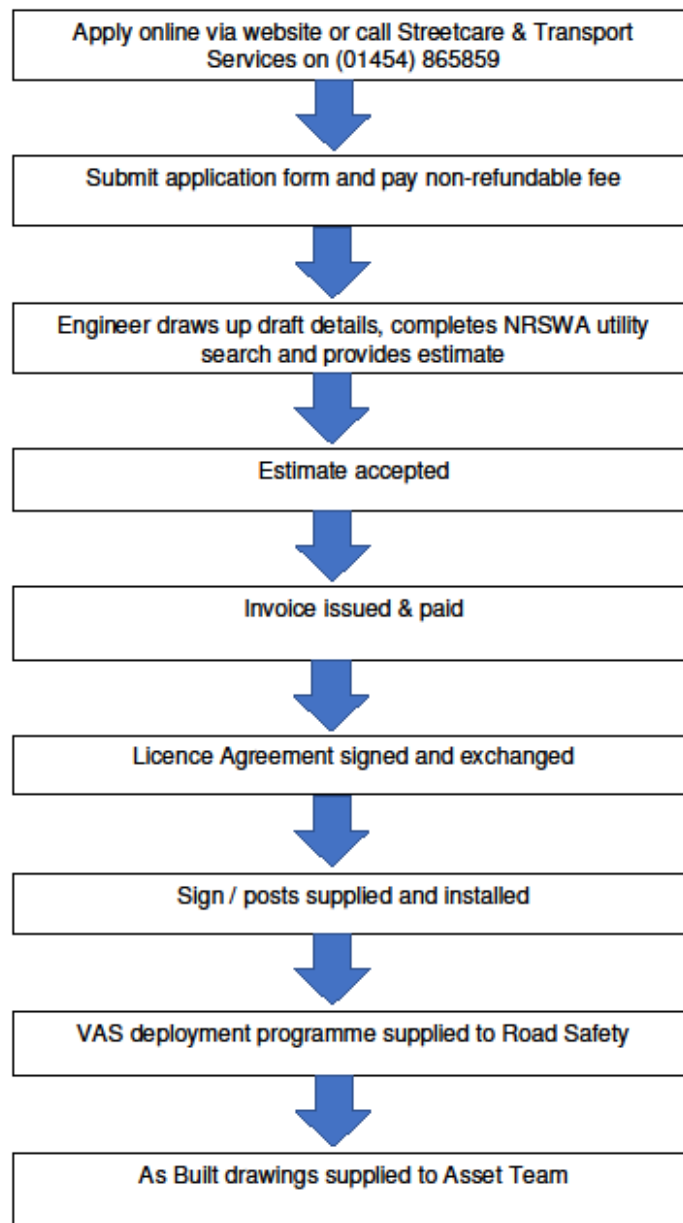 Apply online via website or call Streetcare & Transport
Services on (01454) 865859
Submit application form and pay non-refundable fee
Engineer draws up draft details, completes NRSWA utility
search and provides estimate
Estimate accepted
Invoice issued & paid
Licence Agreement signed and exchanged
Sign / posts supplied and installed
VAS deployment programme supplied to Road Safety
As Built drawings supplied to Asset Team